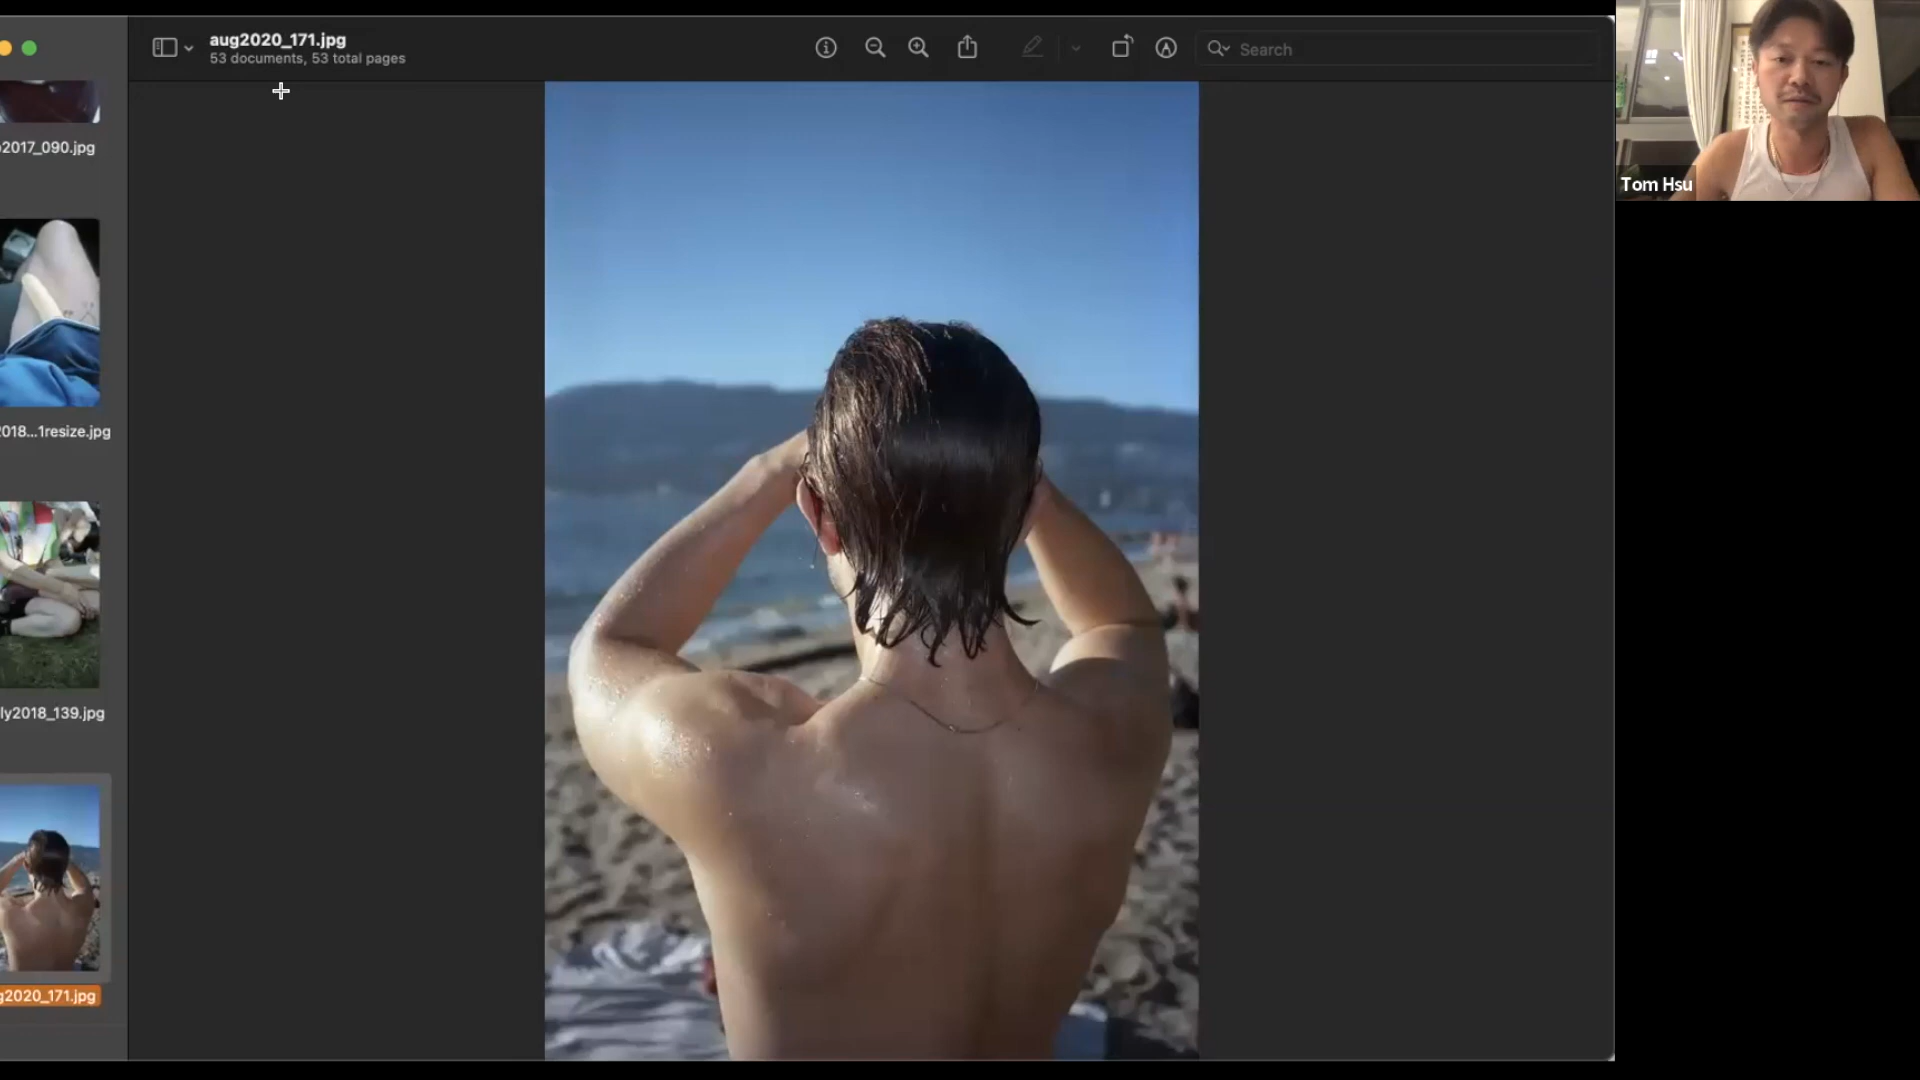 aug2020_171.jpg
53 documents, 53 total pages
Search
2017_090.jpg
2018...1resize.jpg
ly2018_139.jpg
g2020_171.jpg
Tom Hsu